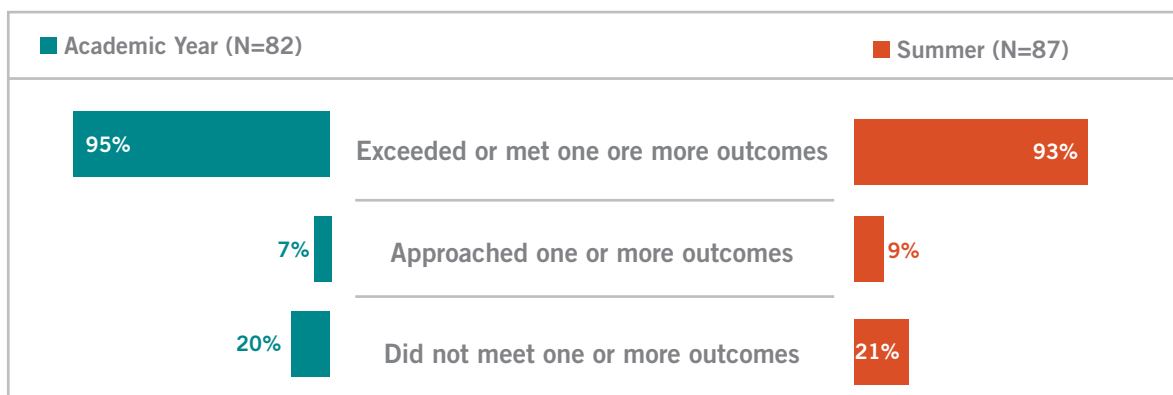 Academic Year (N=82)
Summer (N=87)
95%
Exceeded or met one ore more outcomes
93%
7%
Approached one or more outcomes
9%
20%
Did not meet one or more outcomes
21%